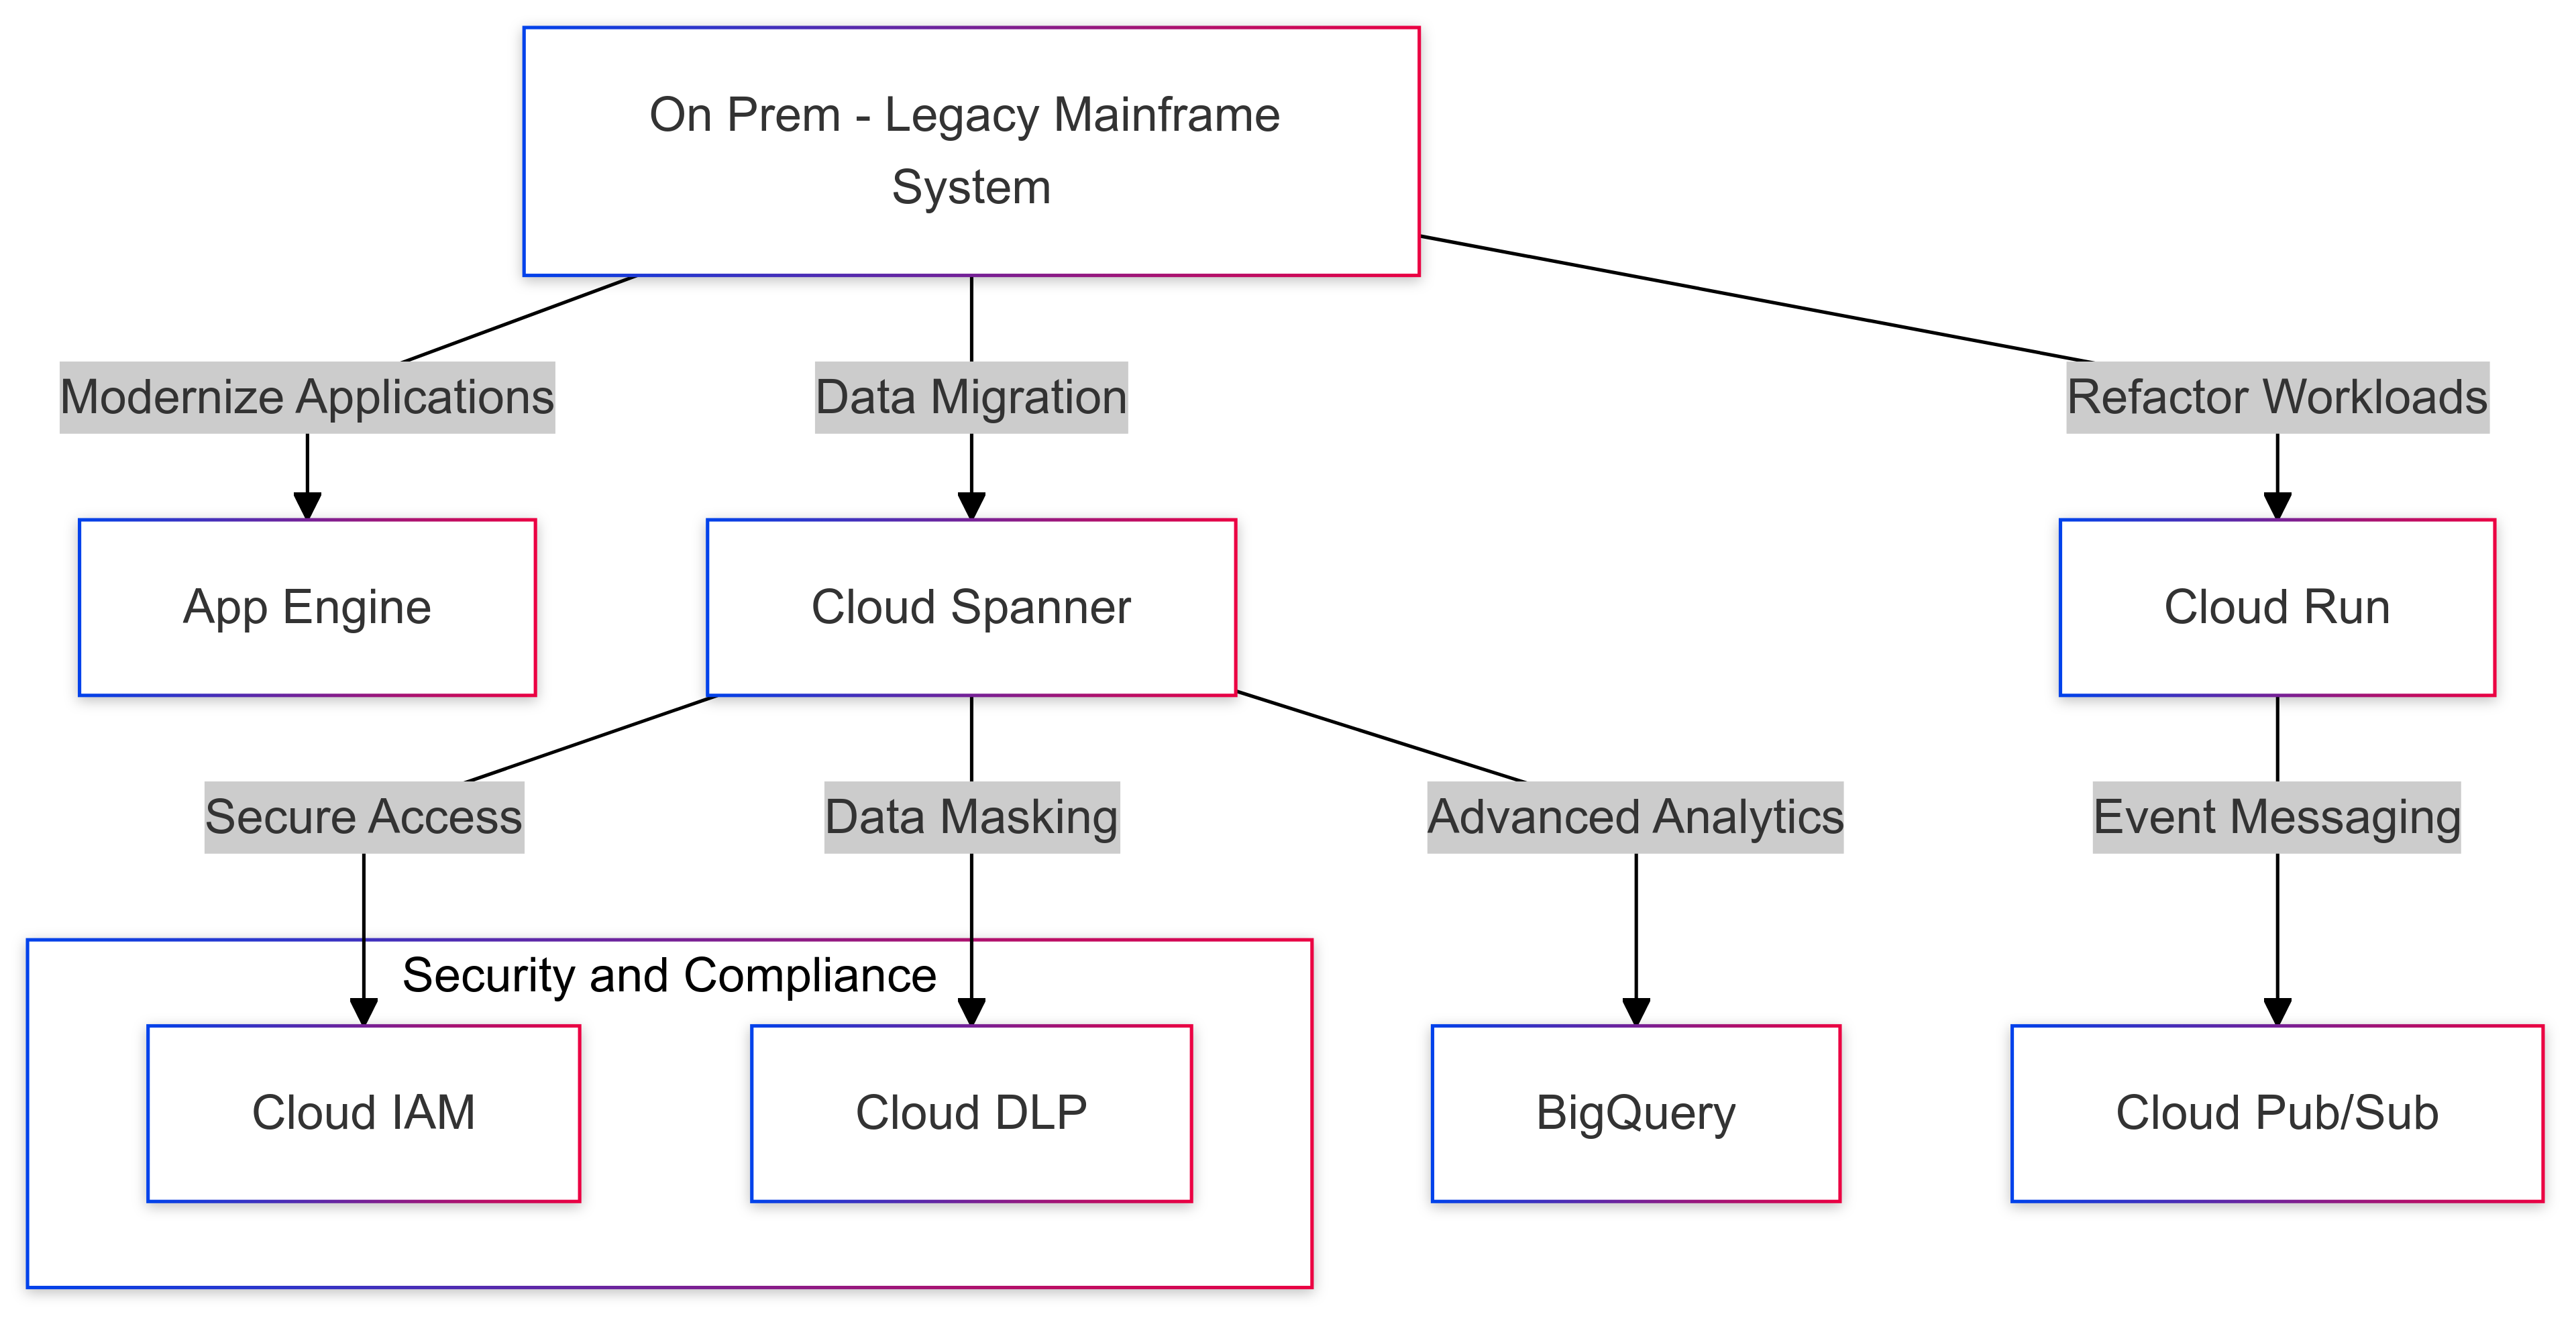 On Prem - Legacy Mainframe
System
Modernize Applications
Data Migration
Refactor Workloads
App Engine
Cloud Spanner
Cloud Run
Secure Access
Data Masking
Advanced Analytics
Event Messaging
Security and Compliance
Cloud IAM
Cloud DLP
BigQuery
Cloud Pub/Sub